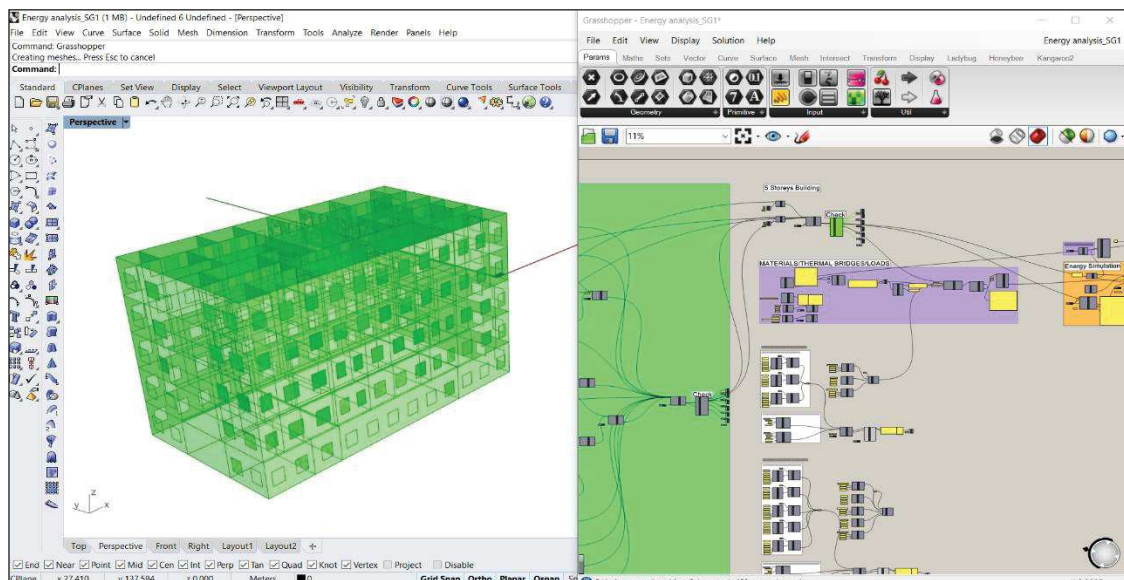 Energy analysis_SG1 (1 MB) - Undefined 6 Undefined - [Perspective]
File Edit View Curve Surface Solid Mesh Dimension Transform Tools Analyze Render Panels Help
Command: Grasshopper
Creating meshes... Press Esc to cancel
Command:
Standard CPlanes Set View Display Select Viewport Layout Visibility Transform Curve Tools Surface Tools
Perspective
z
y x
Top Perspective Front Right Layout1 Layout2
End Near Point Mid Cen Int Perp Tan Quad Knot Vertex Project Disable
CPlane x 27.410 y 137.584 z 0.000 Meters 0 Grid Snap Ortho Planar Osnap
Grasshopper - Energy analysis_SG1*
File Edit View Display Solution Help Energy analysis_SG1
Params Maths Sets Vector Curve Surface Mesh Intersect Transform Display Ladybug Honeybee Kangaroo2
Geometry Primitive Input Util
11%
5 Storeys Building
Check
MATERIALS/THERMAL BRIDGES/LOADS
Energy Simulation
Check